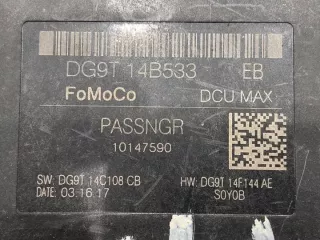 DG9T 14B533 EB
FoMoCo DCU MAX
PASSNGR
10147590
SW: DG9T 14C108 CB HW: DG9T 14F144 AE
DATE: 03.16.17 S0Y0B